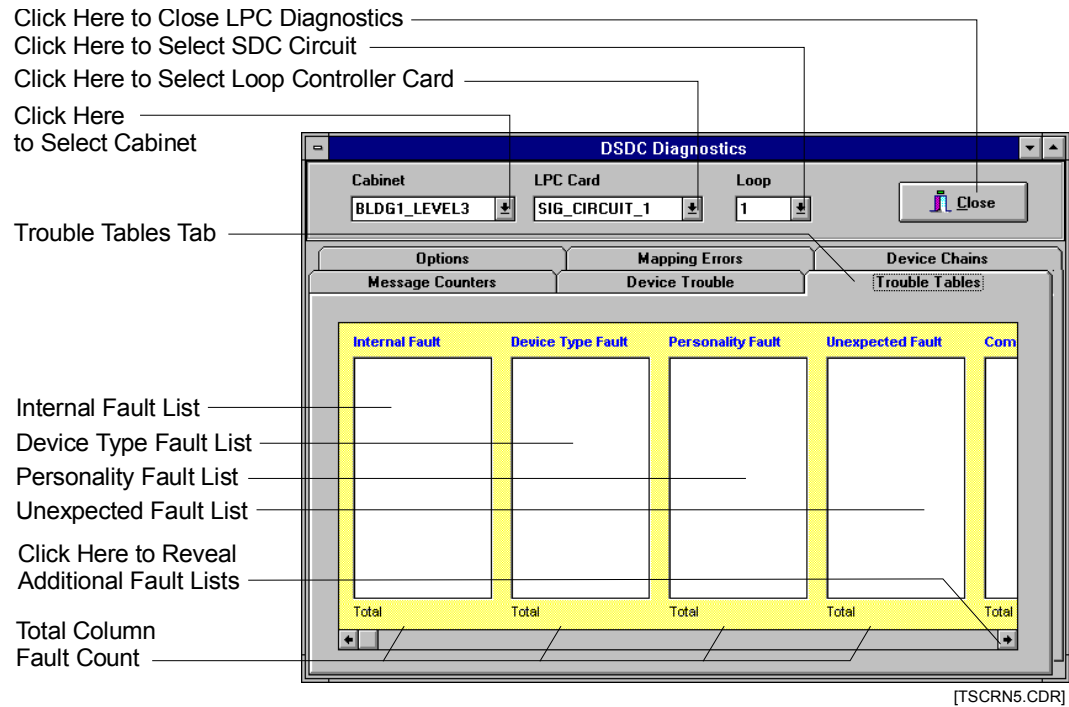 Click Here to Close LPC Diagnostics
Click Here to Select SDC Circuit
Click Here to Select Loop Controller Card
Click Here
to Select Cabinet
DSDC Diagnostics
Cabinet LPC Card Loop
BLDG1_LEVEL3 SIG_CIRCUIT_1 1 Close
Trouble Tables Tab
Options Mapping Errors Device Chains
Message Counters Device Trouble Trouble Tables
Internal Fault Device Type Fault Personality Fault Unexpected Fault Com
Internal Fault List
Device Type Fault List
Personality Fault List
Unexpected Fault List
Click Here to Reveal
Additional Fault Lists
Total Total Total Total Total
Total Column
Fault Count
[TSCRN5.CDR]